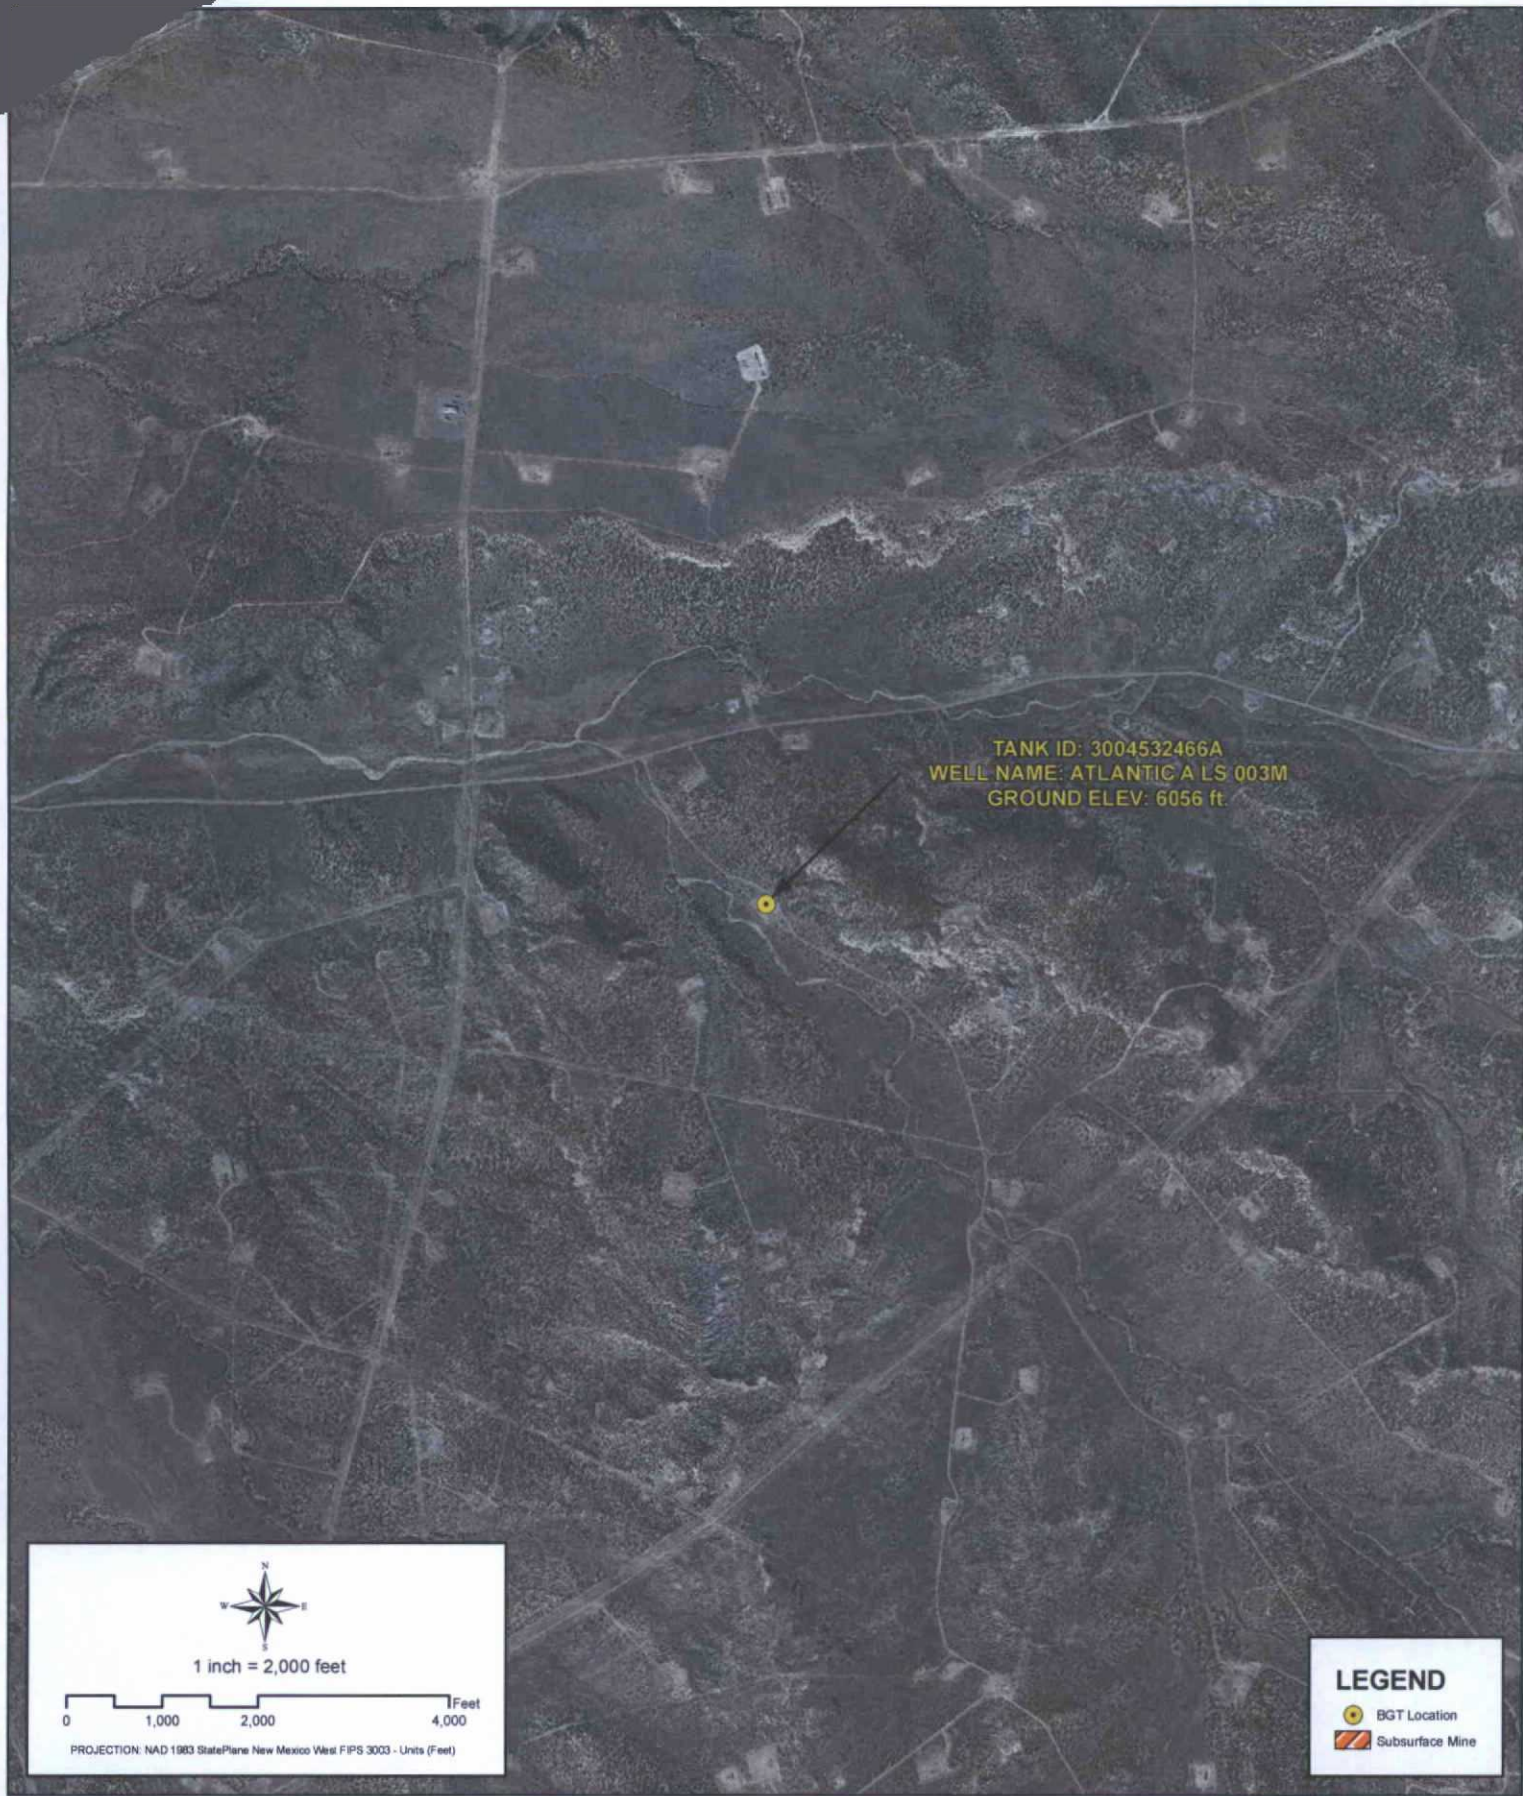 TANK ID: 3004532466A
WELL NAME: ATLANTIC A LS 003M
GROUND ELEV: 6056 ft.
N
W E
S
1 inch = 2,000 feet
Feet
0 1,000 2,000 4,000
PROJECTION: NAD 1983 StatePlane New Mexico West FIPS 3003 - Units (Feet)
LEGEND
BGT Location
Subsurface Mine